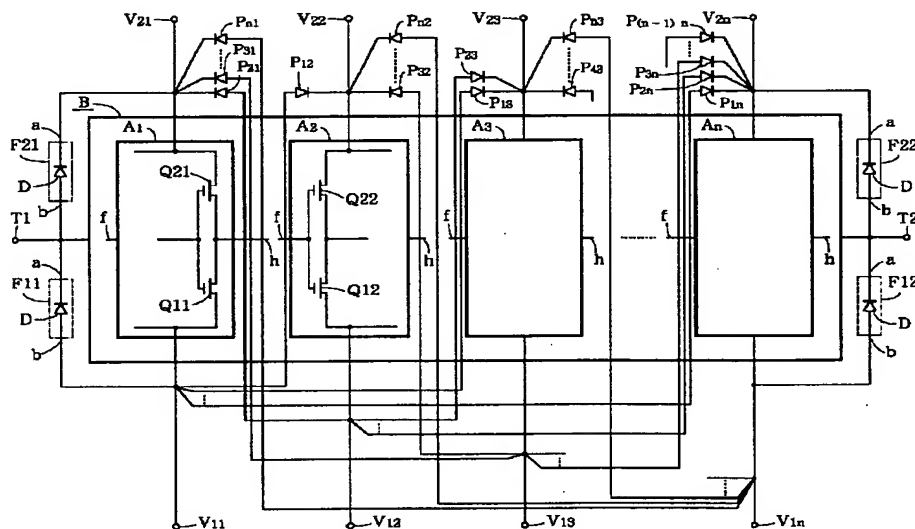 V21 Pn1 V22 Pn2 V23 Pn3 P(n-1) n V2n
P31 P23 P3n
P21 P12 P32 P13 P43 P2n
P1n
B
a A1 A2 A3 An a
F21 Q21 F22
D Q22 D
b b
T1 f f f f T2
h h h h
a a
F11 Q11 Q12 F12
D D
b b
V11 V12 V13 V1n